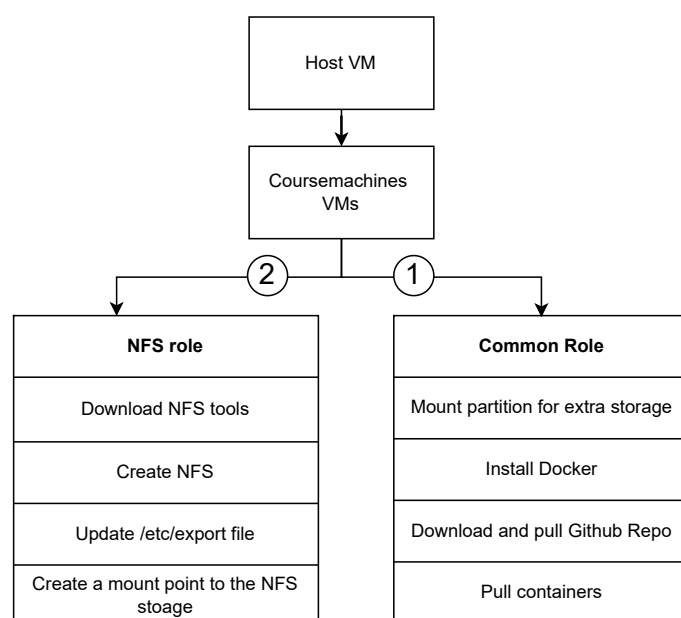 Host VM
Coursemachines
VMs
2
1
NFS role
Download NFS tools
Create NFS
Update /etc/export file
Create a mount point to the NFS
stoage
Common Role
Mount partition for extra storage
Install Docker
Download and pull Github Repo
Pull containers